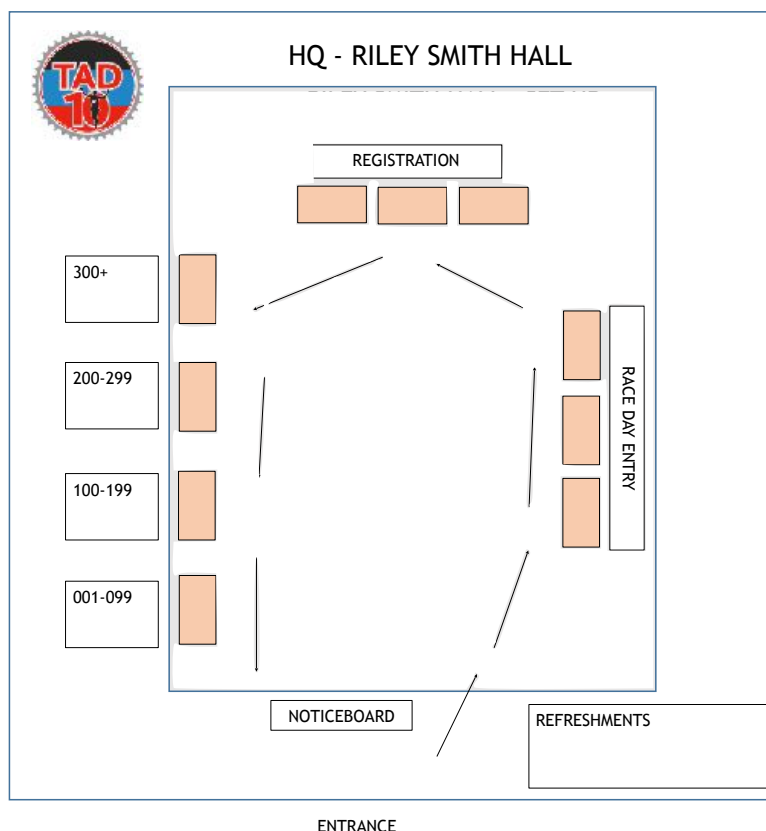 HQ - RILEY SMITH HALL
TAD
10
REGISTRATION
300+
200-299
RACE DAY ENTRY
100-199
001-099
NOTICEBOARD
REFRESHMENTS
ENTRANCE